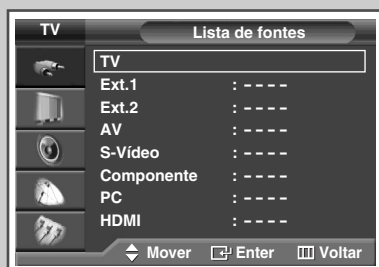 TV Lista de fontes
TV
Ext.1 : - - - -
Ext.2 : - - - -
AV : - - - -
S-Vídeo : - - - -
Componente : - - - -
PC : - - - -
HDMI : - - - -
Mover Enter Voltar